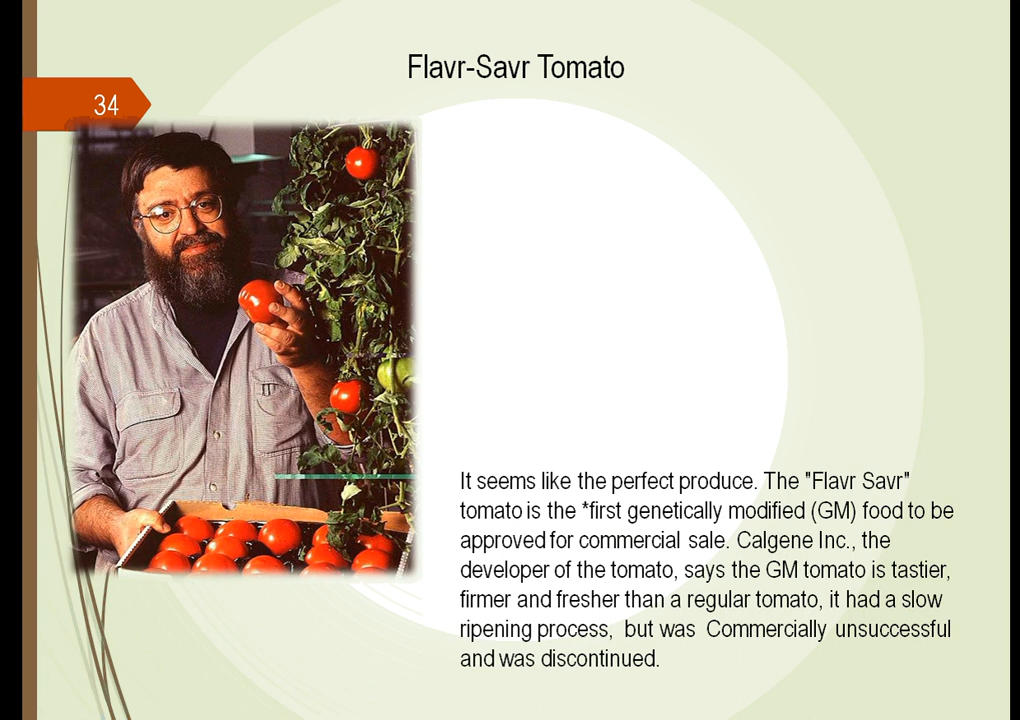 Flavr-Savr Tomato
34
It seems like the perfect produce. The "Flavr Savr"
tomato is the *first genetically modified (GM) food to be
approved for commercial sale. Calgene Inc., the
developer of the tomato, says the GM tomato is tastier,
firmer and fresher than a regular tomato, it had a slow
ripening process, but was Commercially unsuccessful
and was discontinued.